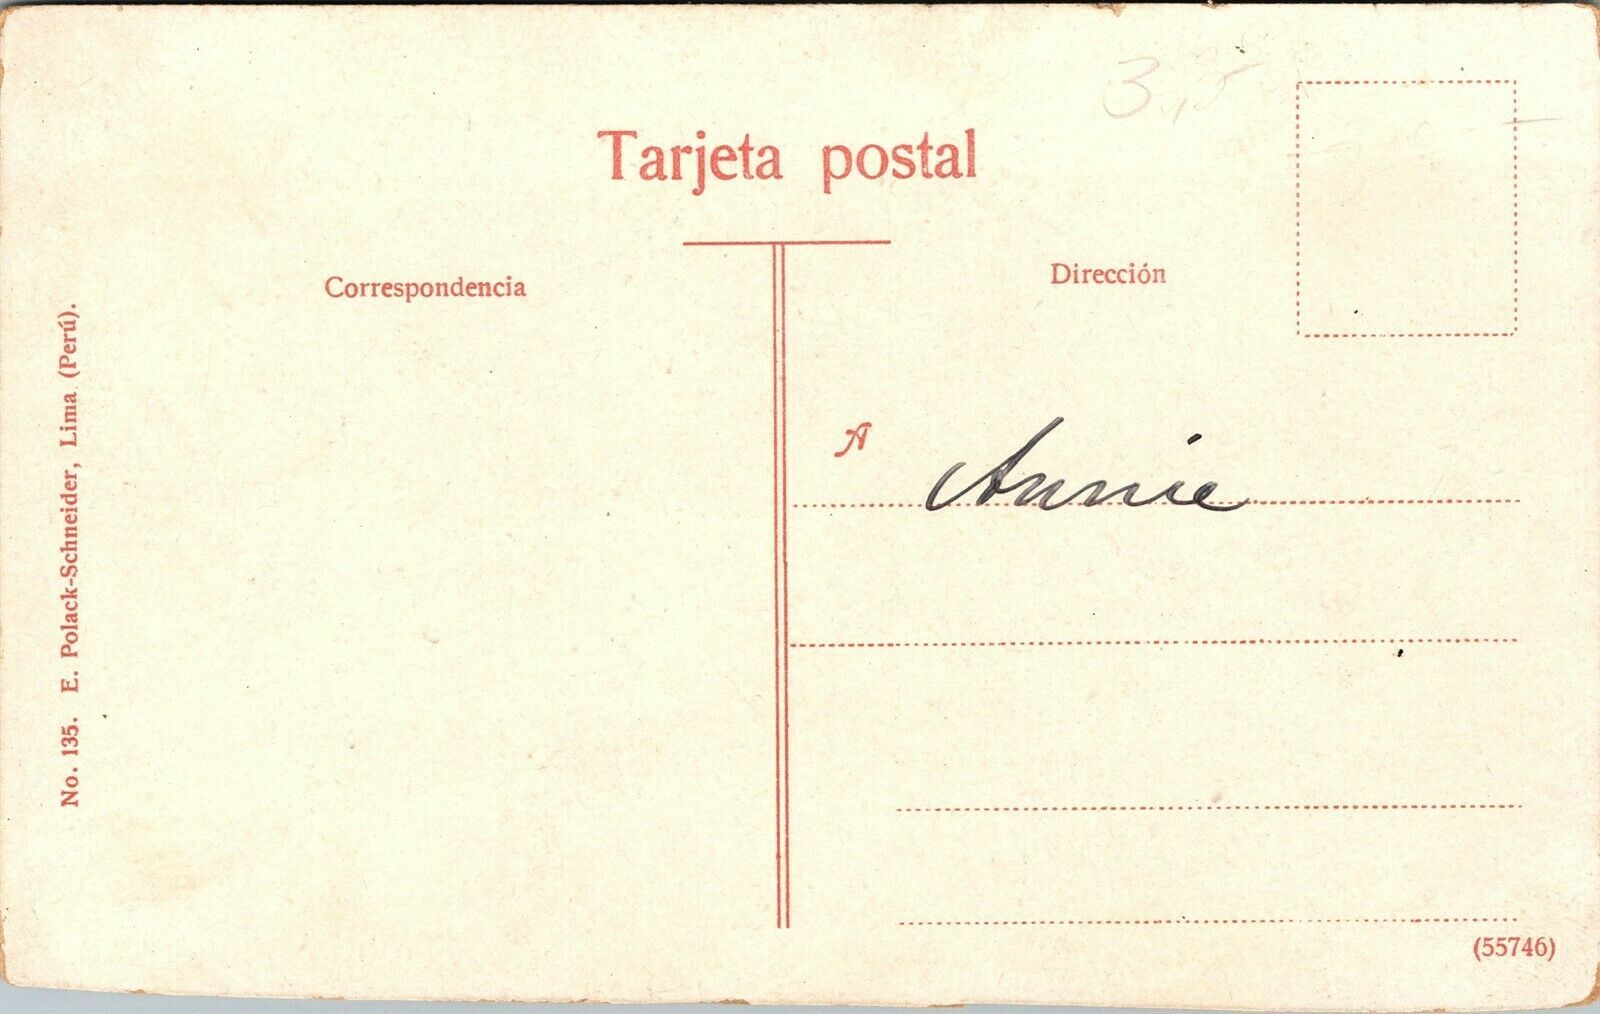 Tarjeta postal
Correspondencia
Dirección
A
Annie
No. 135. E. Polack-Schneider, Lima (Perú).
(55746)